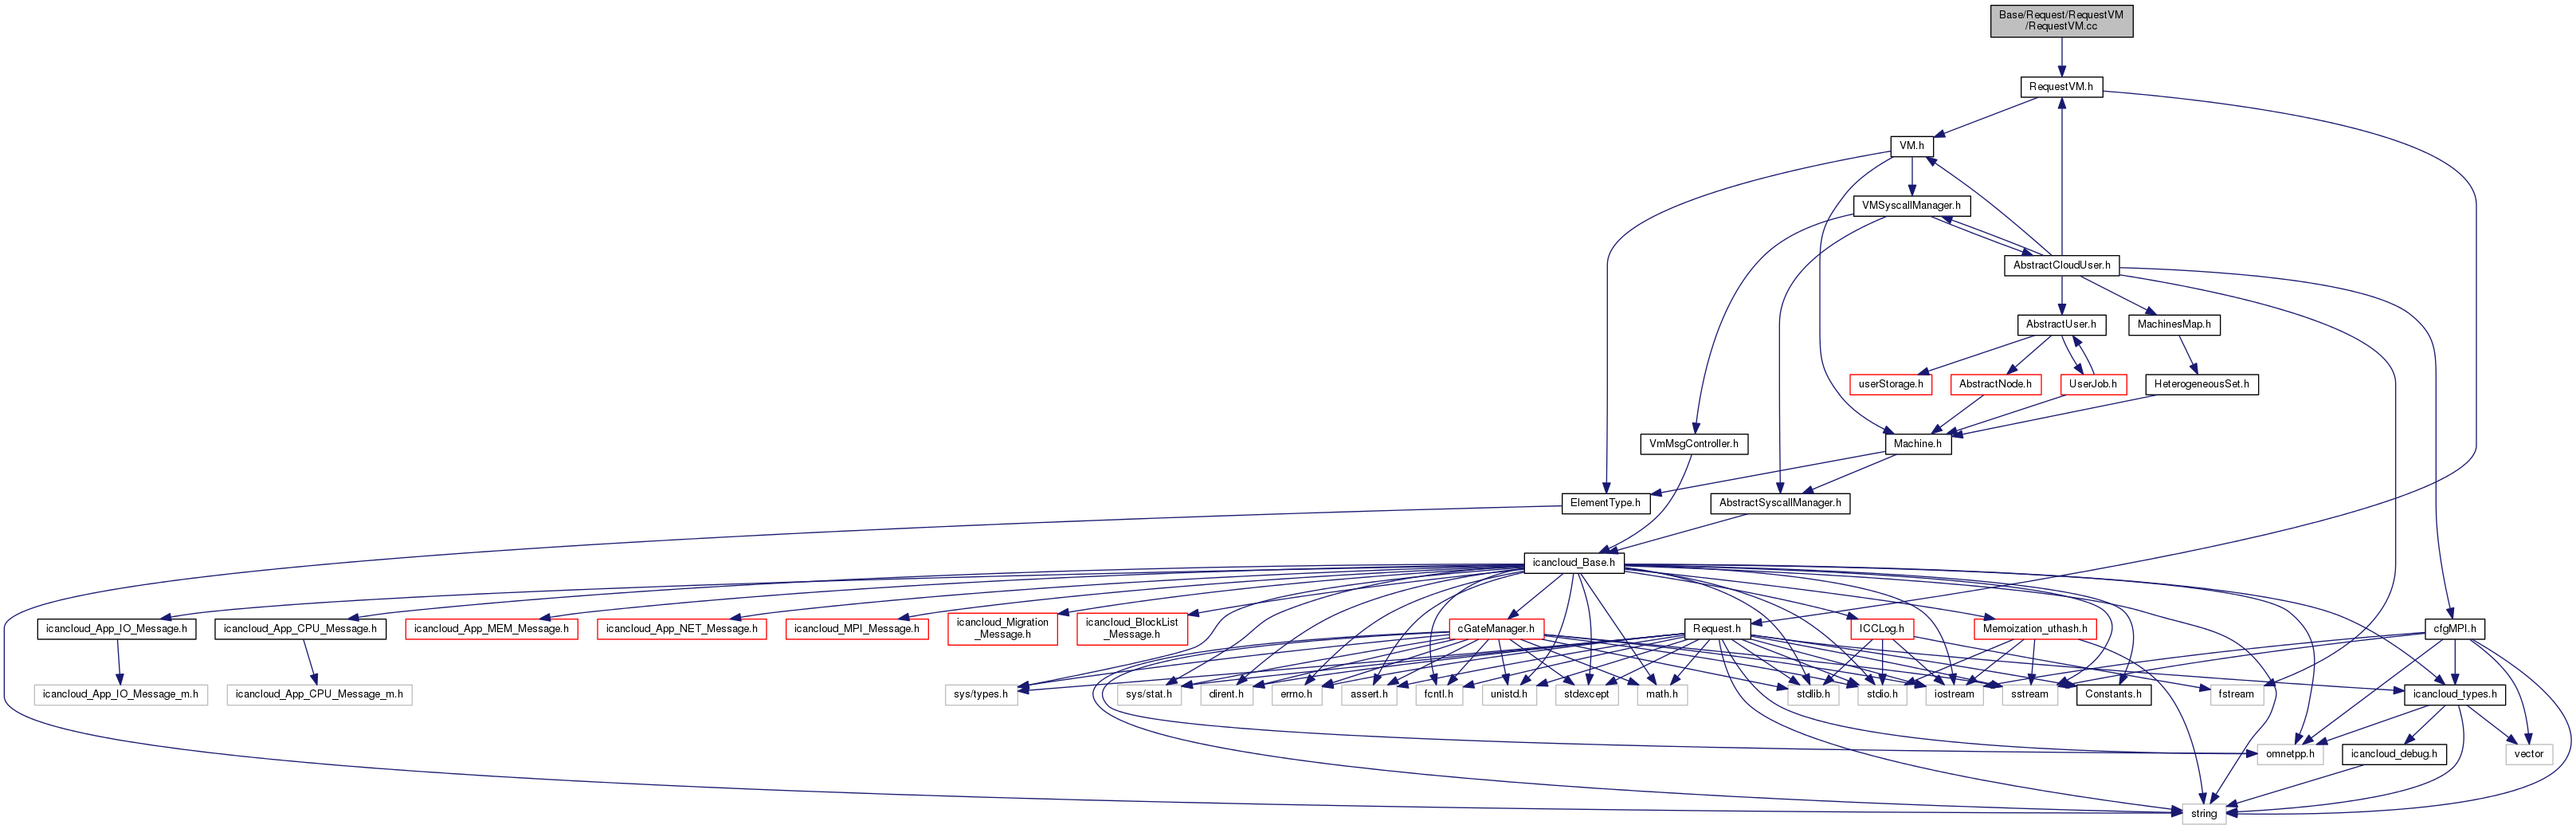 Base/Request/RequestVM
/RequestVM.cc
RequestVM.h
VM.h
VMSyscallManager.h
AbstractCloudUser.h
AbstractUser.h
MachinesMap.h
userStorage.h
AbstractNode.h
UserJob.h
HeterogeneousSet.h
VmMsgController.h
Machine.h
ElementType.h
AbstractSyscallManager.h
icancloud_Base.h
icancloud_App_IO_Message.h
icancloud_App_CPU_Message.h
icancloud_App_MEM_Message.h
icancloud_App_NET_Message.h
icancloud_MPI_Message.h
icancloud_Migration
_Message.h
icancloud_BlockList
_Message.h
cGateManager.h
Request.h
ICCLog.h
Memoization_uthash.h
cfgMPI.h
icancloud_App_IO_Message_m.h
icancloud_App_CPU_Message_m.h
sys/types.h
sys/stat.h
dirent.h
errno.h
assert.h
fcntl.h
unistd.h
stdexcept
math.h
stdlib.h
stdio.h
iostream
sstream
Constants.h
fstream
icancloud_types.h
omnetpp.h
icancloud_debug.h
vector
string